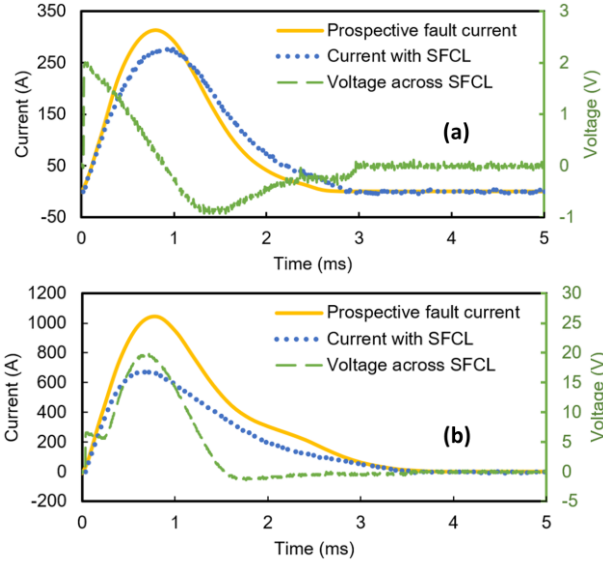 350
250
150
50
-50
Current (A)
Prospective fault current
Current with SFCL
Voltage across SFCL
(a)
3
2
1
0
-1
Voltage (V)
0
1
2
3
4
5
Time (ms)
1200
1000
800
600
400
200
0
-200
Current (A)
Prospective fault current
Current with SFCL
Voltage across SFCL
(b)
30
25
20
15
10
5
0
-5
Voltage (V)
0
1
2
3
4
5
Time (ms)